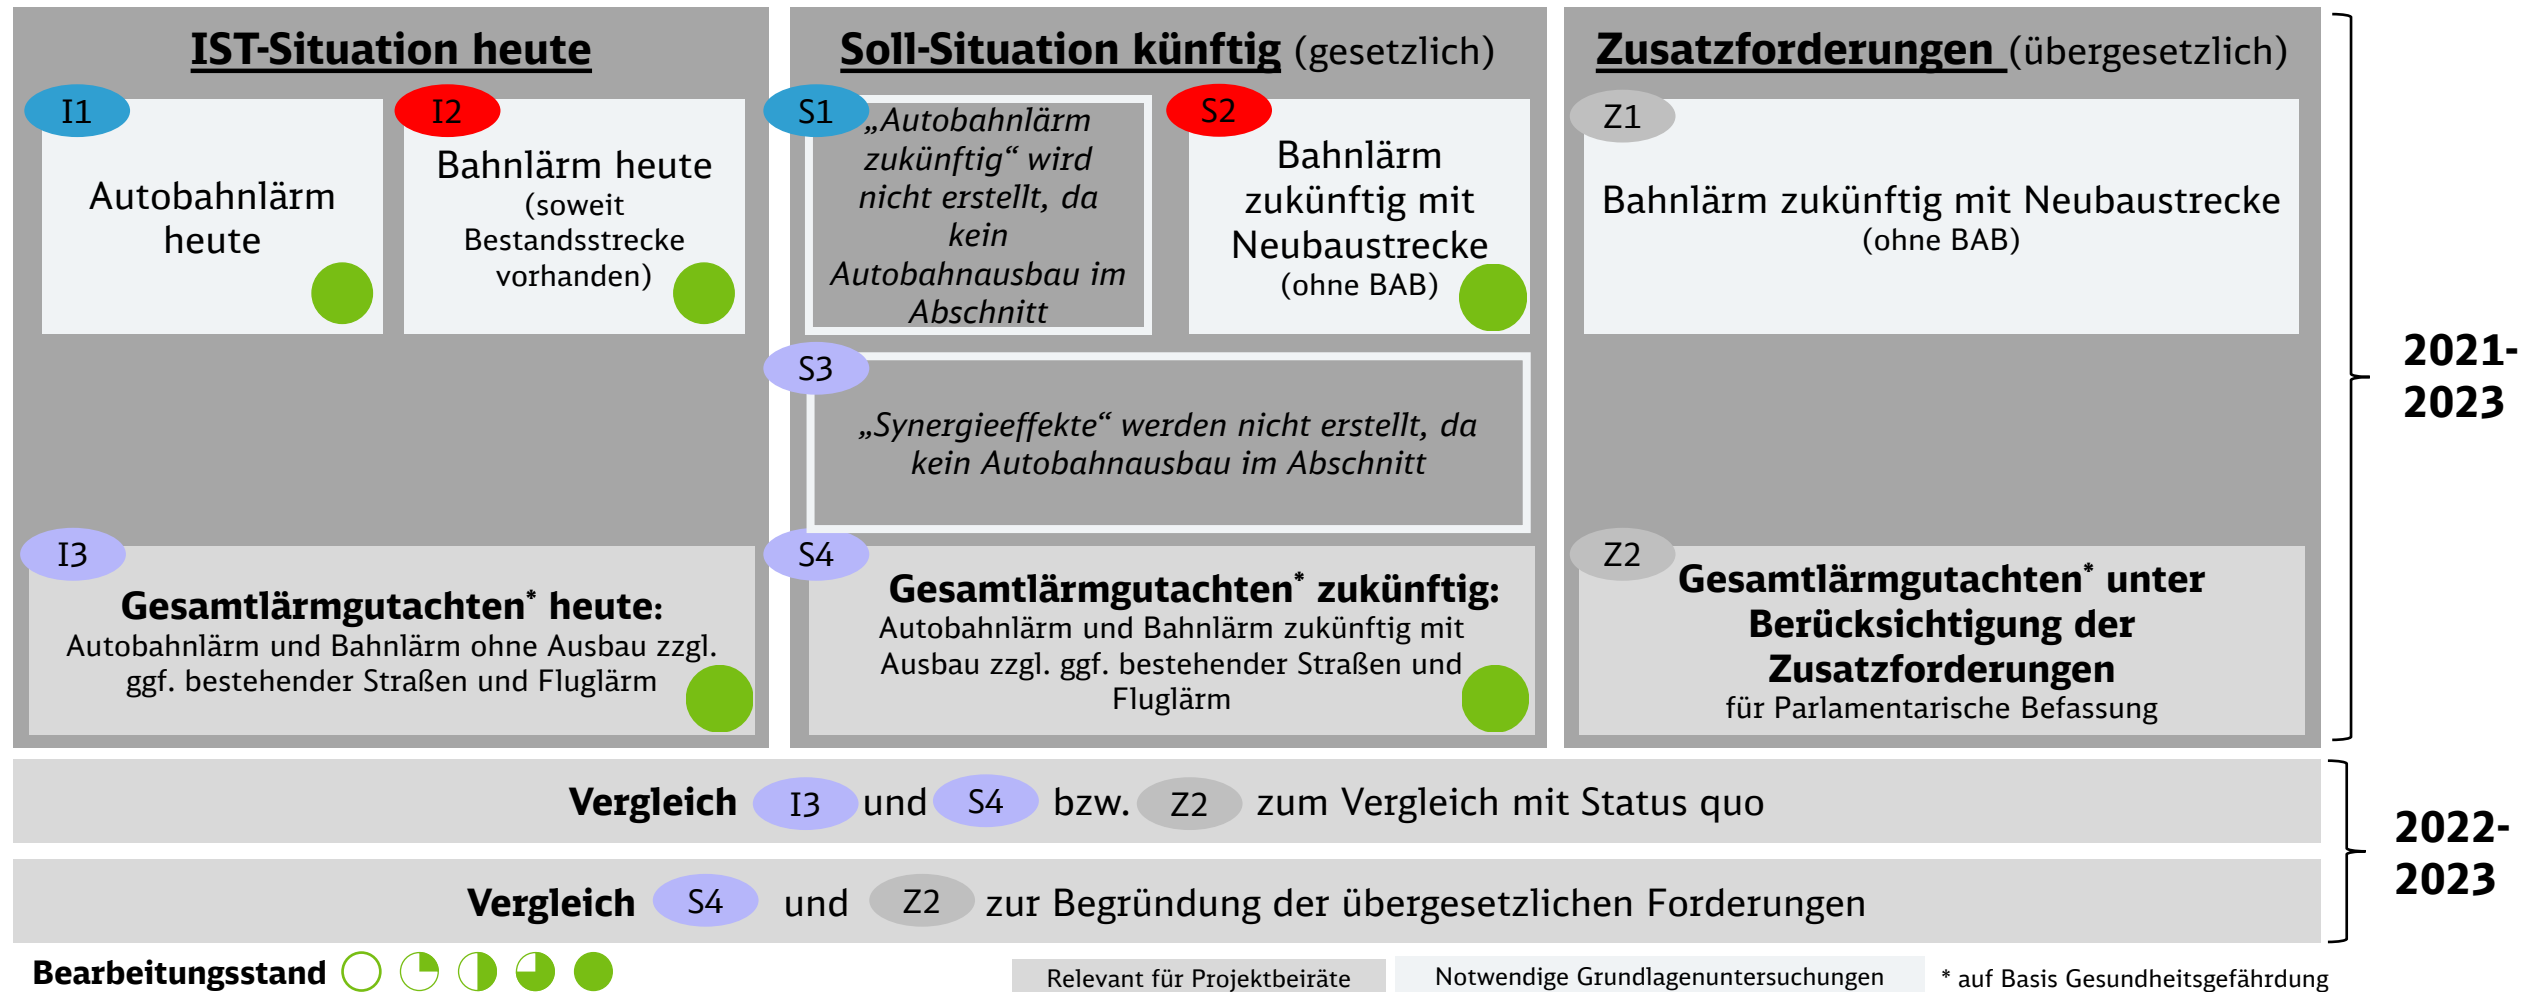 IST-Situation heute
I1
Autobahnlärm
heute
I2
Bahnlärm heute
(soweit
Bestandsstrecke
vorhanden)
I3
Gesamtlärmgutachten* heute:
Autobahnlärm und Bahnlärm ohne Ausbau zzgl.
ggf. bestehender Straßen und Fluglärm
Soll-Situation künftig (gesetzlich)
S1
„Autobahnlärm
zukünftig“ wird
nicht erstellt, da
kein
Autobahnausbau im
Abschnitt
S2
Bahnlärm
zukünftig mit
Neubaustrecke
(ohne BAB)
S3
„Synergieeffekte“ werden nicht erstellt, da
kein Autobahnausbau im Abschnitt
S4
Gesamtlärmgutachten* zukünftig:
Autobahnlärm und Bahnlärm zukünftig mit
Ausbau zzgl. ggf. bestehender Straßen und
Fluglärm
Zusatzforderungen (übergesetzlich)
Z1
Bahnlärm zukünftig mit Neubaustrecke
(ohne BAB)
Z2
Gesamtlärmgutachten* unter
Berücksichtigung der
Zusatzforderungen
für Parlamentarische Befassung
2021-
2023
Vergleich I3 und S4 bzw. Z2 zum Vergleich mit Status quo
Vergleich S4 und Z2 zur Begründung der übergesetzlichen Forderungen
2022-
2023
Bearbeitungsstand
Relevant für Projektbeiräte
Notwendige Grundlagenuntersuchungen
* auf Basis Gesundheitsgefährdung